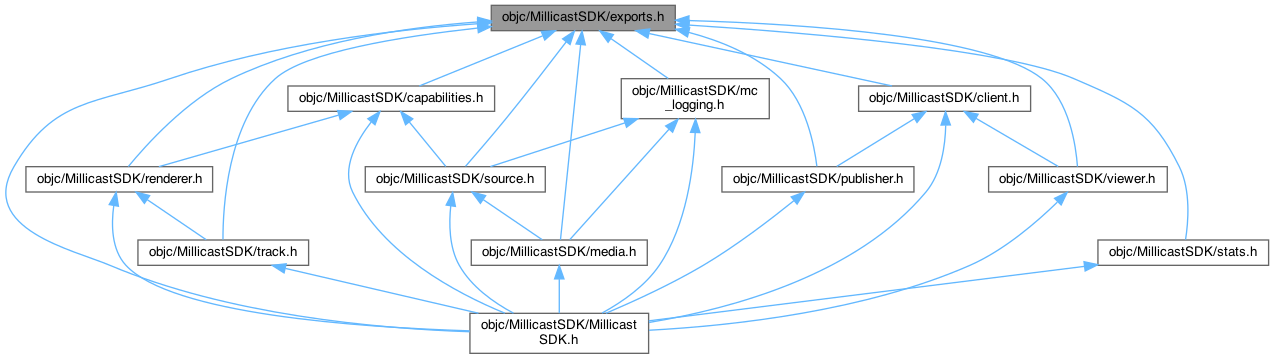 objc/MillicastSDK/exports.h
objc/MillicastSDK/capabilities.h
objc/MillicastSDK/mc
_logging.h
objc/MillicastSDK/client.h
objc/MillicastSDK/renderer.h
objc/MillicastSDK/source.h
objc/MillicastSDK/publisher.h
objc/MillicastSDK/viewer.h
objc/MillicastSDK/track.h
objc/MillicastSDK/media.h
objc/MillicastSDK/stats.h
objc/MillicastSDK/Millicast
SDK.h